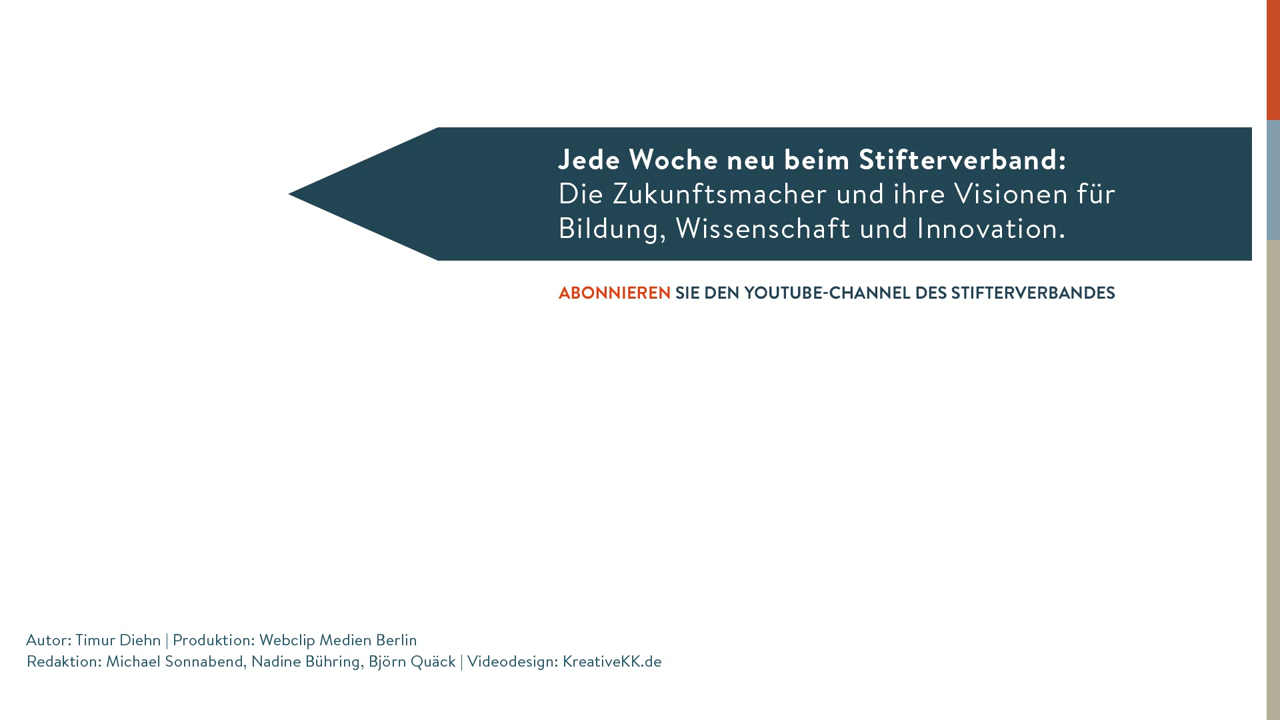 Jede Woche neu beim Stifterverband:
Die Zukunftsmacher und ihre Visionen für
Bildung, Wissenschaft und Innovation.
ABONNIEREN SIE DEN YOUTUBE-CHANNEL DES STIFTERVERBANDES
Autor: Timur Diehn | Produktion: Webclip Medien Berlin
Redaktion: Michael Sonnabend, Nadine Bühring, Björn Quäck | Videodesign: KreativeKK.de